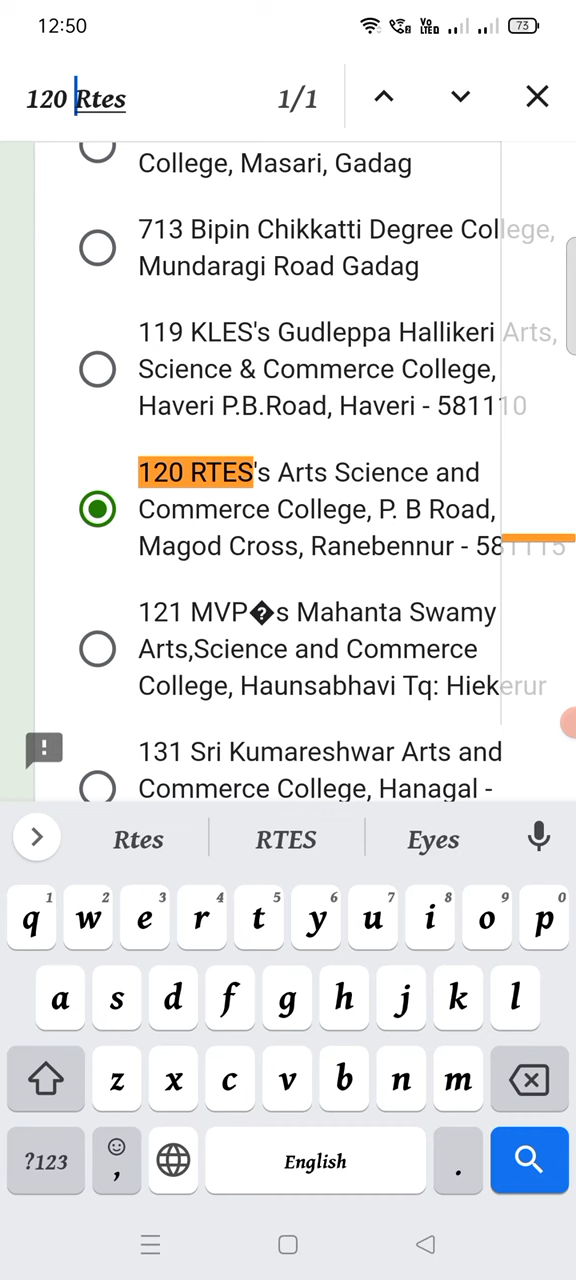 12:50
Vo LTE
73
120 Rtes 1/1
College, Masari, Gadag
713 Bipin Chikkatti Degree College,
Mundaragi Road Gadag
119 KLES's Gudleppa Hallikeri Arts,
Science & Commerce College,
Haveri P.B.Road, Haveri - 581110
120 RTES's Arts Science and
Commerce College, P. B Road,
Magod Cross, Ranebennur - 581115
121 MVP�s Mahanta Swamy
Arts,Science and Commerce
College, Haunsabhavi Tq: Hiekerur
131 Sri Kumareshwar Arts and
Commerce College, Hanagal -
Rtes RTES Eyes
1 2 3 4 5 6 7 8 9 0
q w e r t y u i o p
a s d f g h j k l
z x c v b n m
?123 , English .